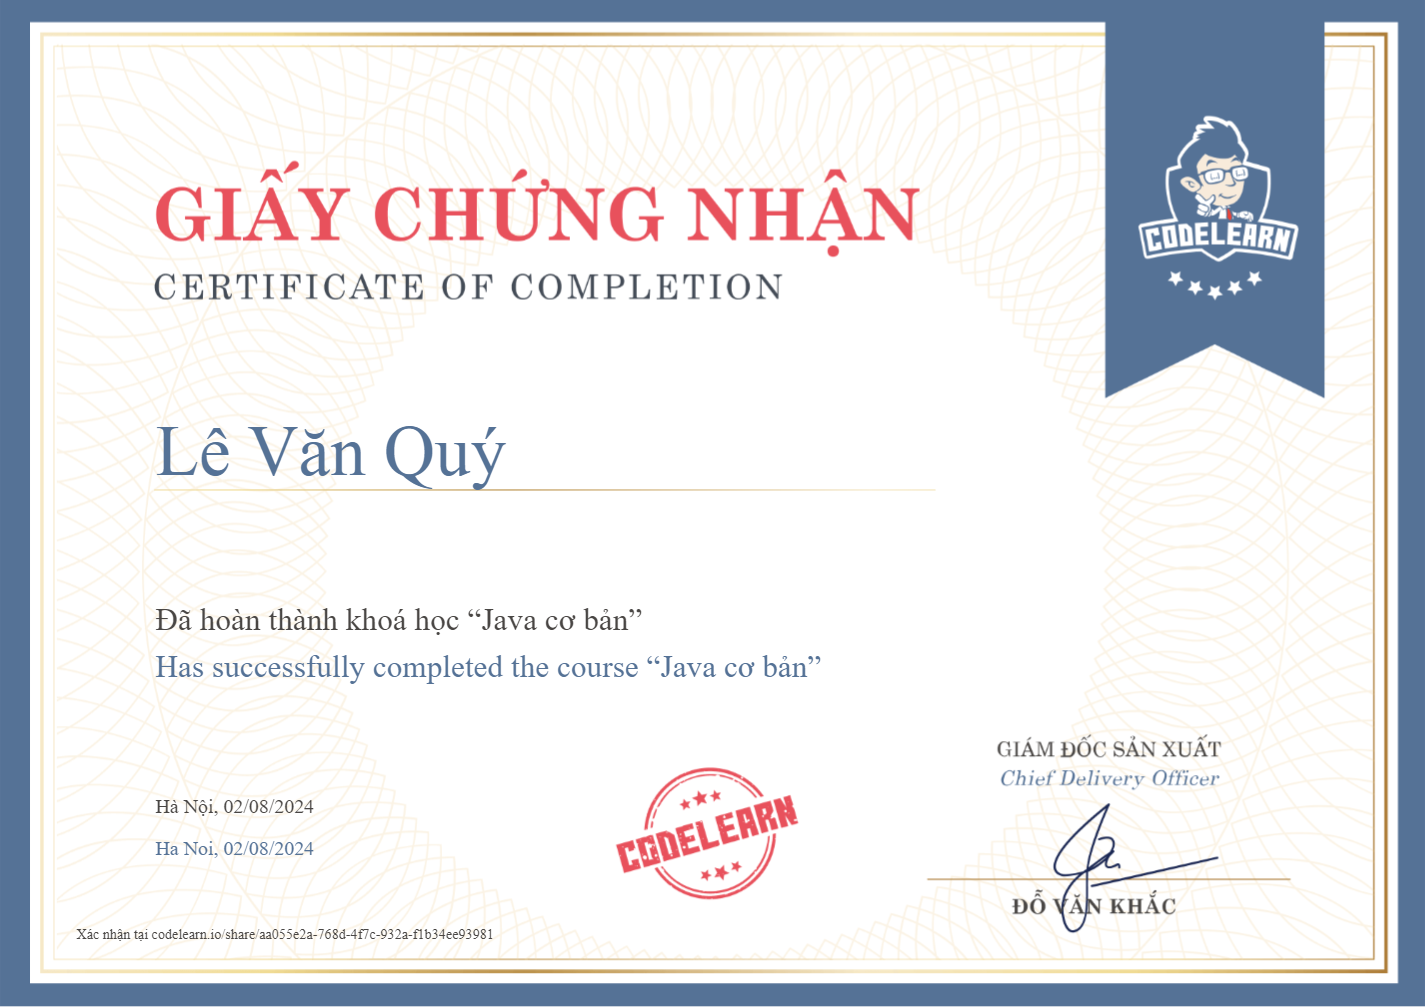 CODELEARN
GIẤY CHỨNG NHẬN
CERTIFICATE OF COMPLETION
Lê Văn Quý
Đã hoàn thành khoá học “Java cơ bản”
Has successfully completed the course “Java cơ bản”
GIÁM ĐỐC SẢN XUẤT
Chief Delivery Officer
Hà Nội, 02/08/2024
Ha Noi, 02/08/2024
CODELEARN
ĐỖ VĂN KHẮC
Xác nhận tại codelearn.io/share/aa055e2a-768d-4f7c-932a-f1b34ee93981